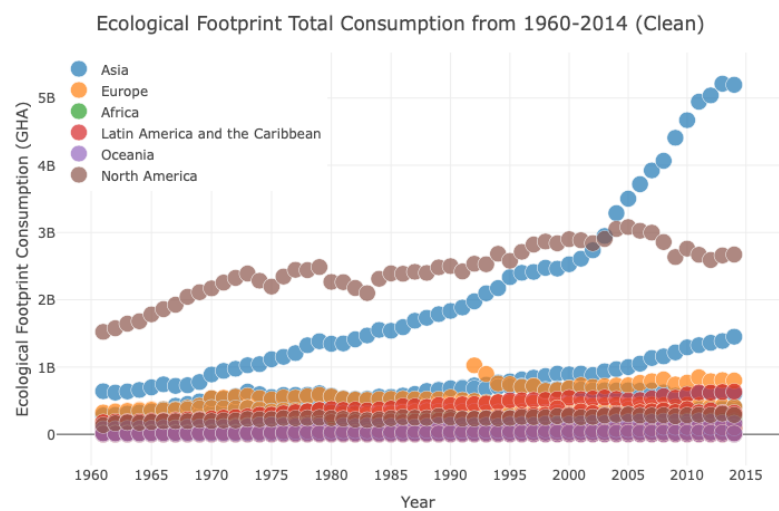 Ecological Footprint Total Consumption from 1960-2014 (Clean)
Asia
Europe
Africa
Latin America and the Caribbean
Oceania
North America
Ecological Footprint Consumption (GHA)
5B
4B
3B
2B
1B
0
1960 1965 1970 1975 1980 1985 1990 1995 2000 2005 2010 2015
Year